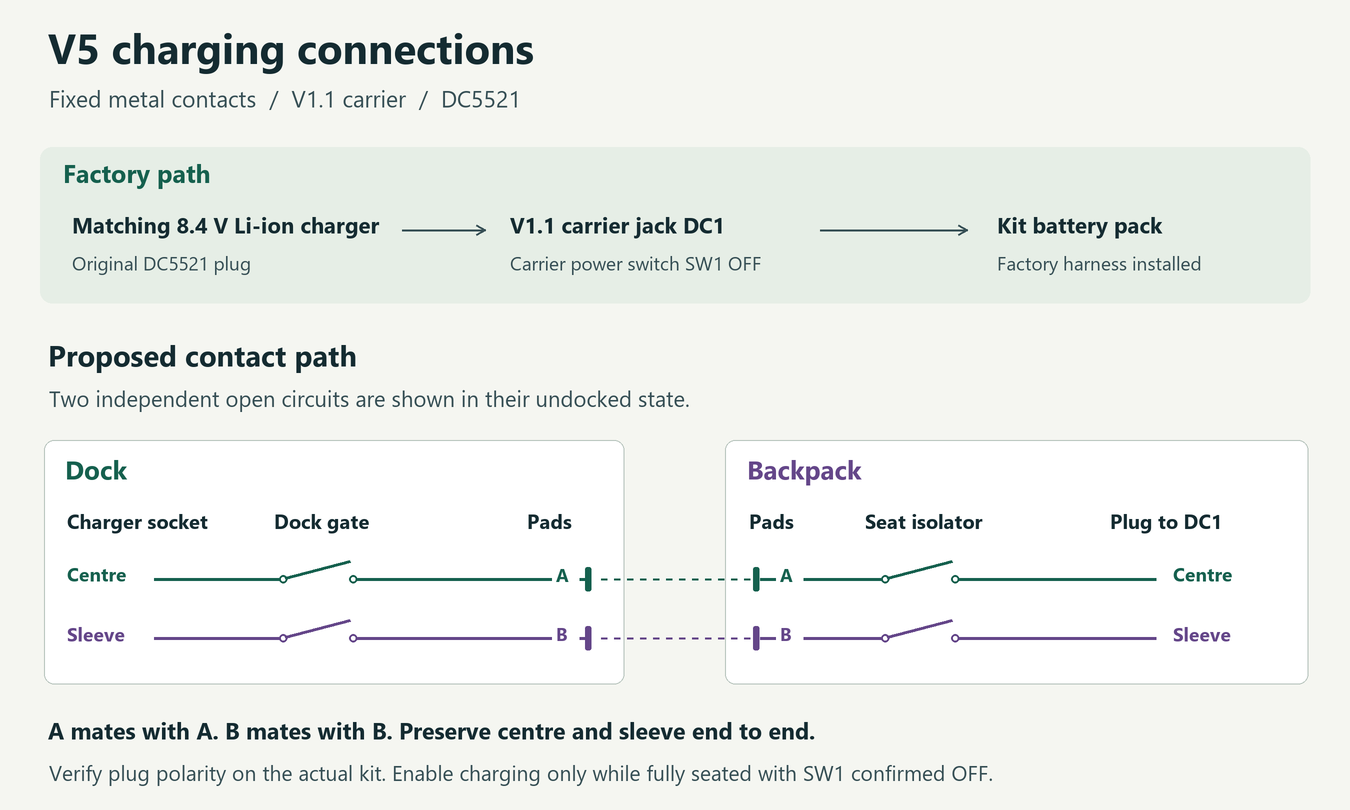 V5 charging connections
Fixed metal contacts / V1.1 carrier / DC5521
Factory path
Matching 8.4 V Li-ion charger
Original DC5521 plug
V1.1 carrier jack DC1
Carrier power switch SW1 OFF
Kit battery pack
Factory harness installed
Proposed contact path
Two independent open circuits are shown in their undocked state.
Dock
Charger socket Dock gate Pads
Centre A
Sleeve B
Backpack
Pads Seat isolator Plug to DC1
A Centre
B Sleeve
A mates with A. B mates with B. Preserve centre and sleeve end to end.
Verify plug polarity on the actual kit. Enable charging only while fully seated with SW1 confirmed OFF.